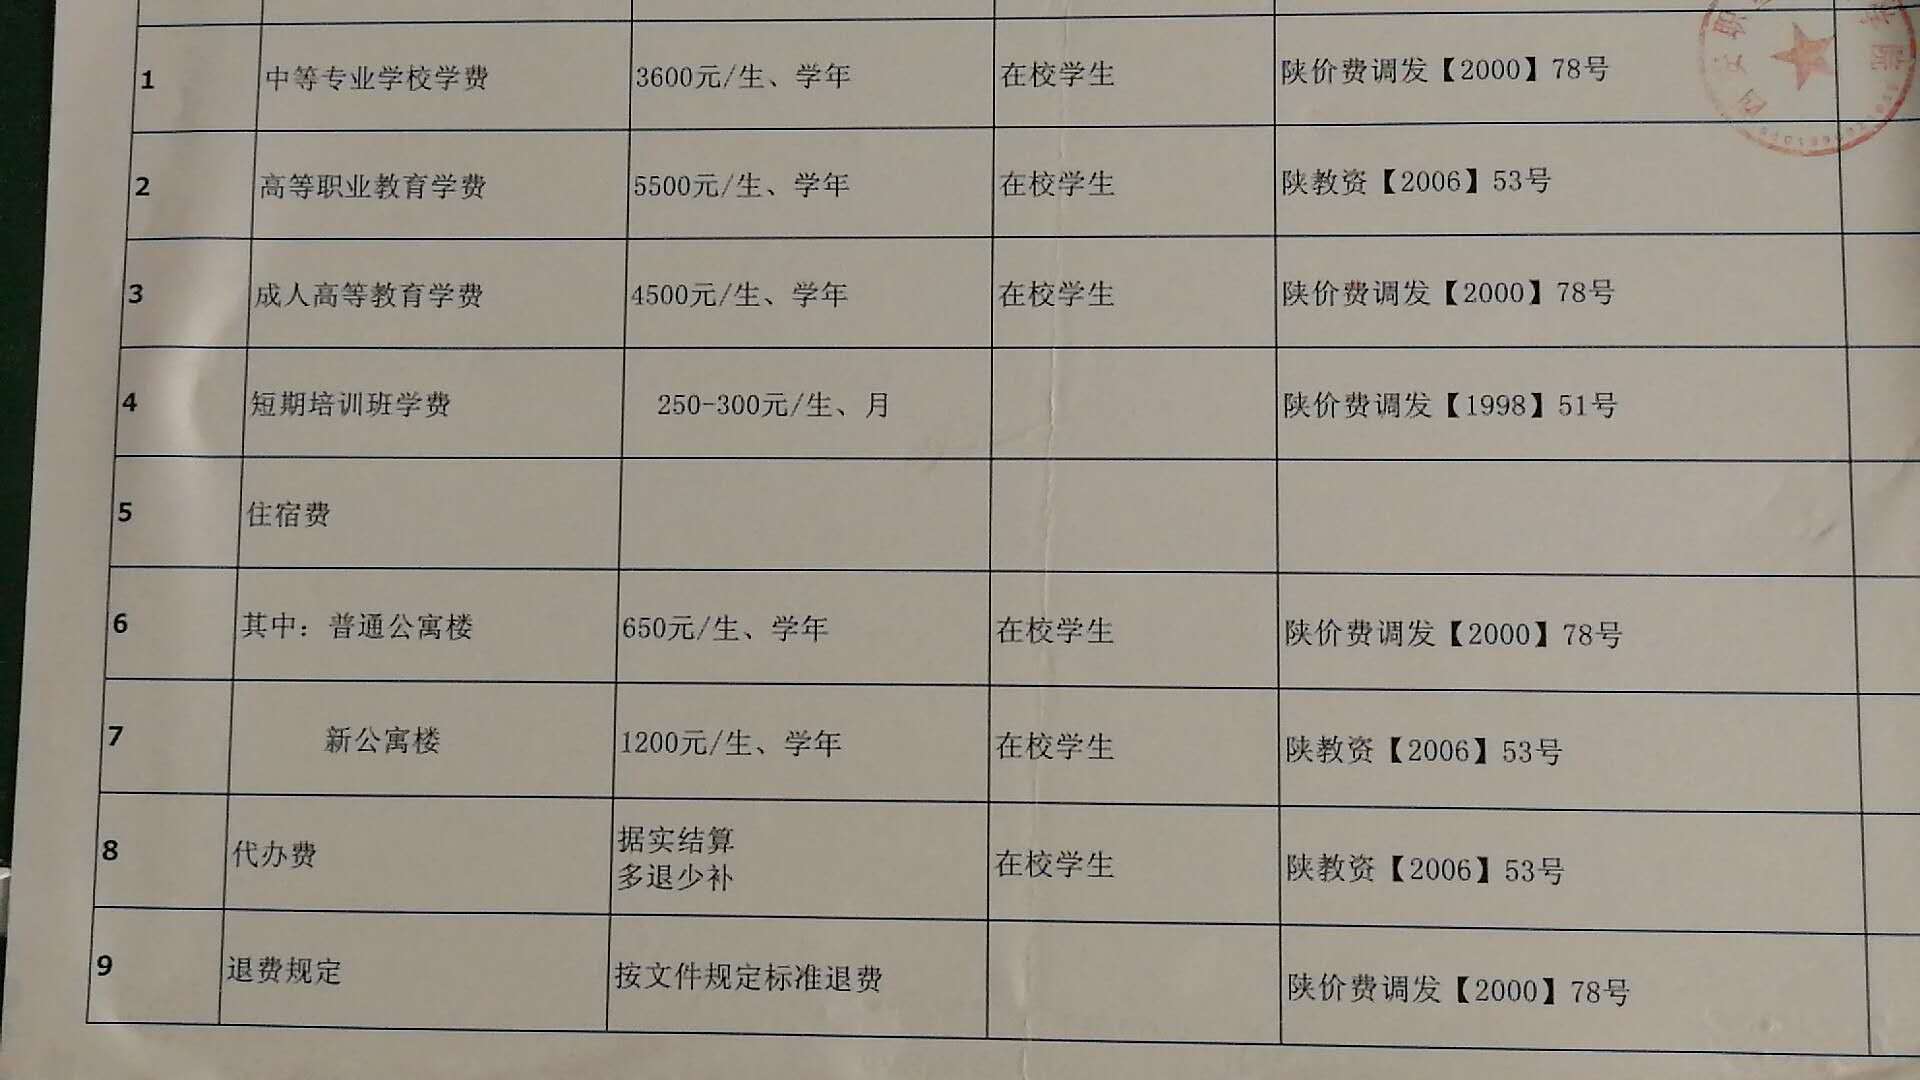 1 中等专业学校学费 3600元/生、学年 在校学生 陕价费调发【2000】78号
2 高等职业教育学费 5500元/生、学年 在校学生 陕教资【2006】53号
3 成人高等教育学费 4500元/生、学年 在校学生 陕价费调发【2000】78号
4 短期培训班学费 250-300元/生、月 陕价费调发【1998】51号
5 住宿费
6 其中：普通公寓楼 650元/生、学年 在校学生 陕价费调发【2000】78号
7 新公寓楼 1200元/生、学年 在校学生 陕教资【2006】53号
8 代办费 据实结算
多退少补 在校学生 陕教资【2006】53号
9 退费规定 按文件规定标准退费 陕价费调发【2000】78号